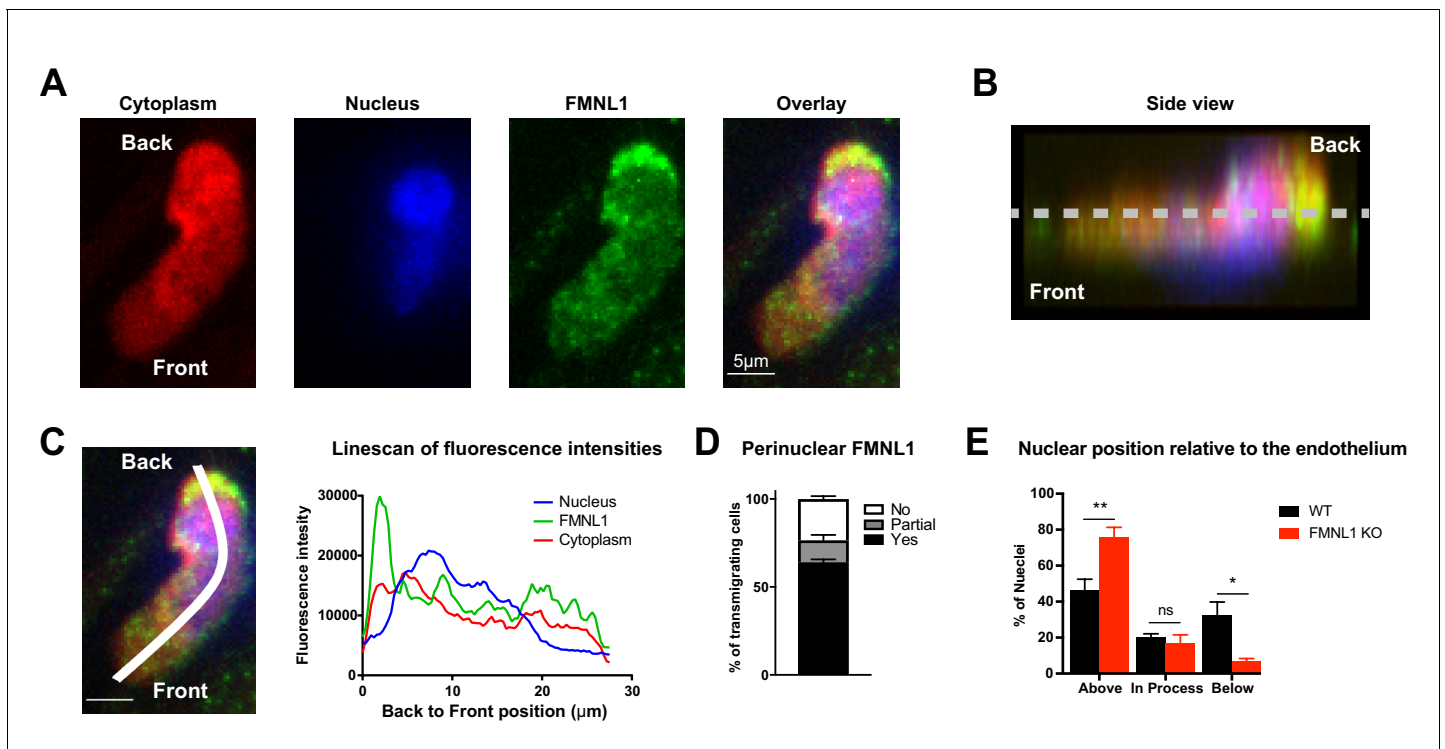 A
Cytoplasm
Nucleus
FMNL1
Overlay
Back
Front
5µm
B
Side view
Back
Front
C
Back
Front
Linescan of fluorescence intensities
Fluorescence intesity
30000
20000
10000
0
Nucleus
FMNL1
Cytoplasm
0 10 20 30
Back to Front position (µm)
D
Perinuclear FMNL1
% of transmigrating cells
100
50
0
No
Partial
Yes
E
Nuclear position relative to the endothelium
% of Nueclei
100
80
60
40
20
0
**
ns
*
Above In Process Below
WT
FMNL1 KO